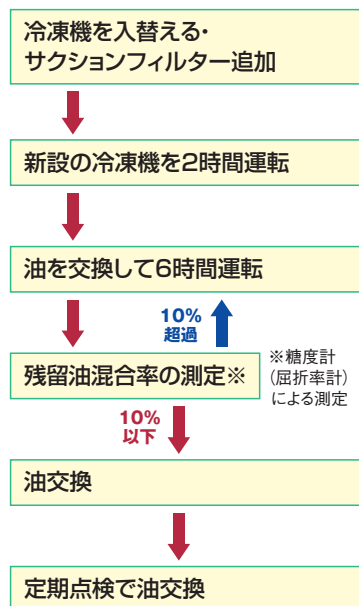 冷凍機を入替える・
サクションフィルター追加
新設の冷凍機を2時間運転
油を交換して6時間運転
10%
超過
残留油混合率の測定※
※糖度計
（屈折率計）
による測定
10%
以下
油交換
定期点検で油交換